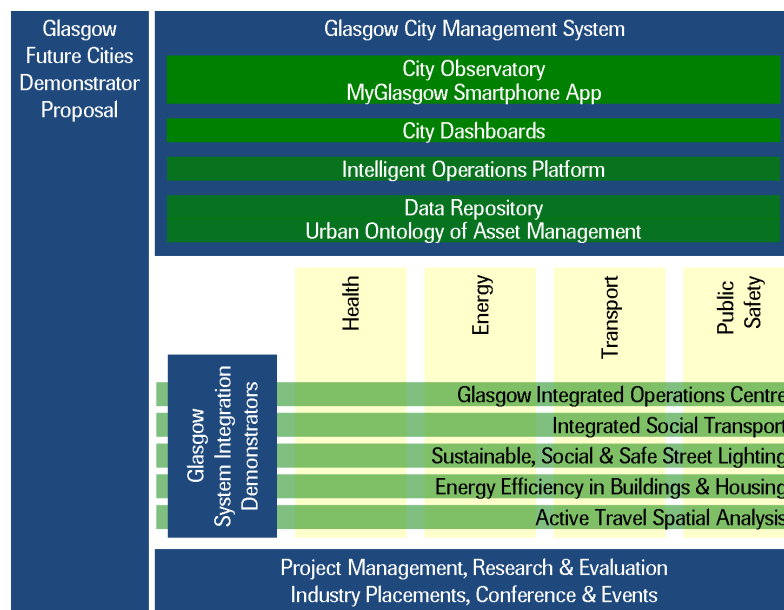 Glasgow
Future Cities
Demonstrator
Proposal
Glasgow City Management System
City Observatory
MyGlasgow Smartphone App
City Dashboards
Intelligent Operations Platform
Data Repository
Urban Ontology of Asset Management
Health
Energy
Transport
Public
Safety
Glasgow
System Integration
Demonstrators
Glasgow Integrated Operations Centre
Integrated Social Transport
Sustainable, Social & Safe Street Lighting
Energy Efficiency in Buildings & Housing
Active Travel Spatial Analysis
Project Management, Research & Evaluation
Industry Placements, Conference & Events